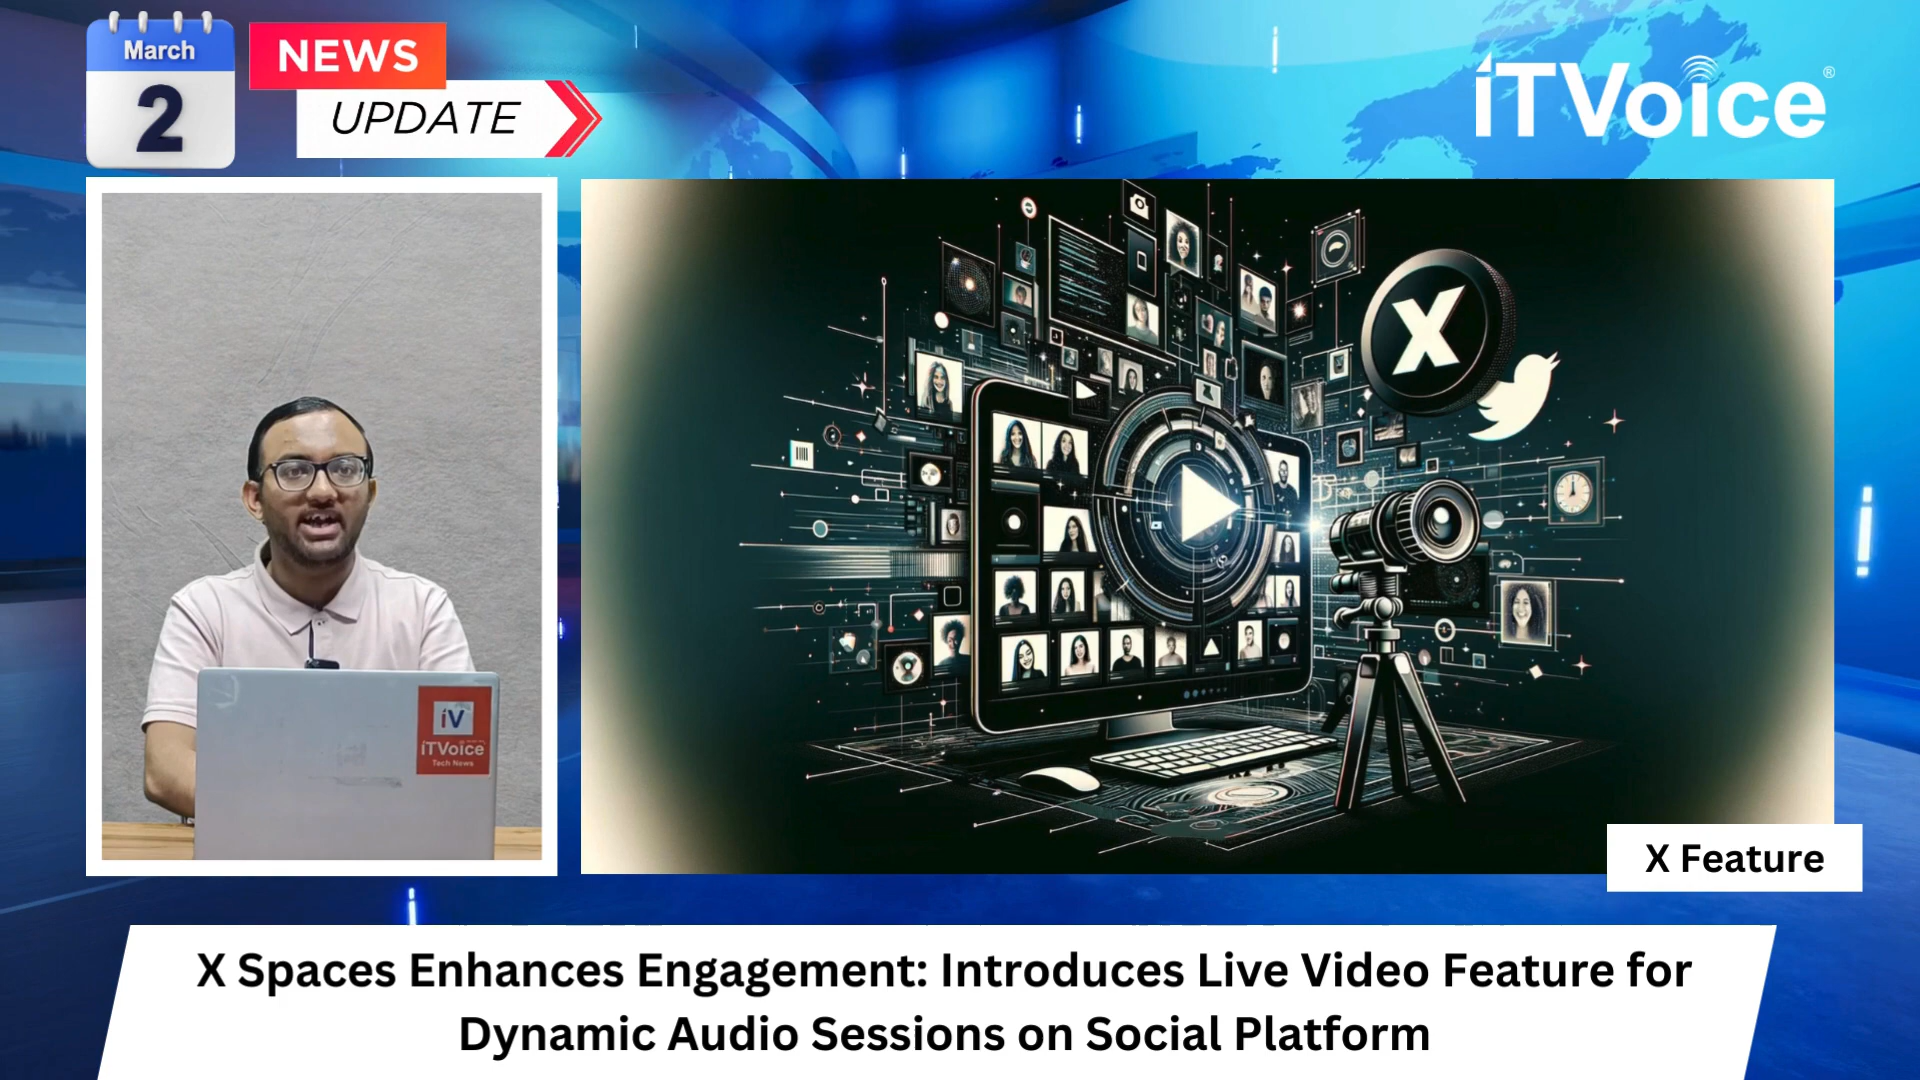 March
2
NEWS
UPDATE
iTVoice®
X
iV
iTVoice
Tech News
X Feature
X Spaces Enhances Engagement: Introduces Live Video Feature for
Dynamic Audio Sessions on Social Platform